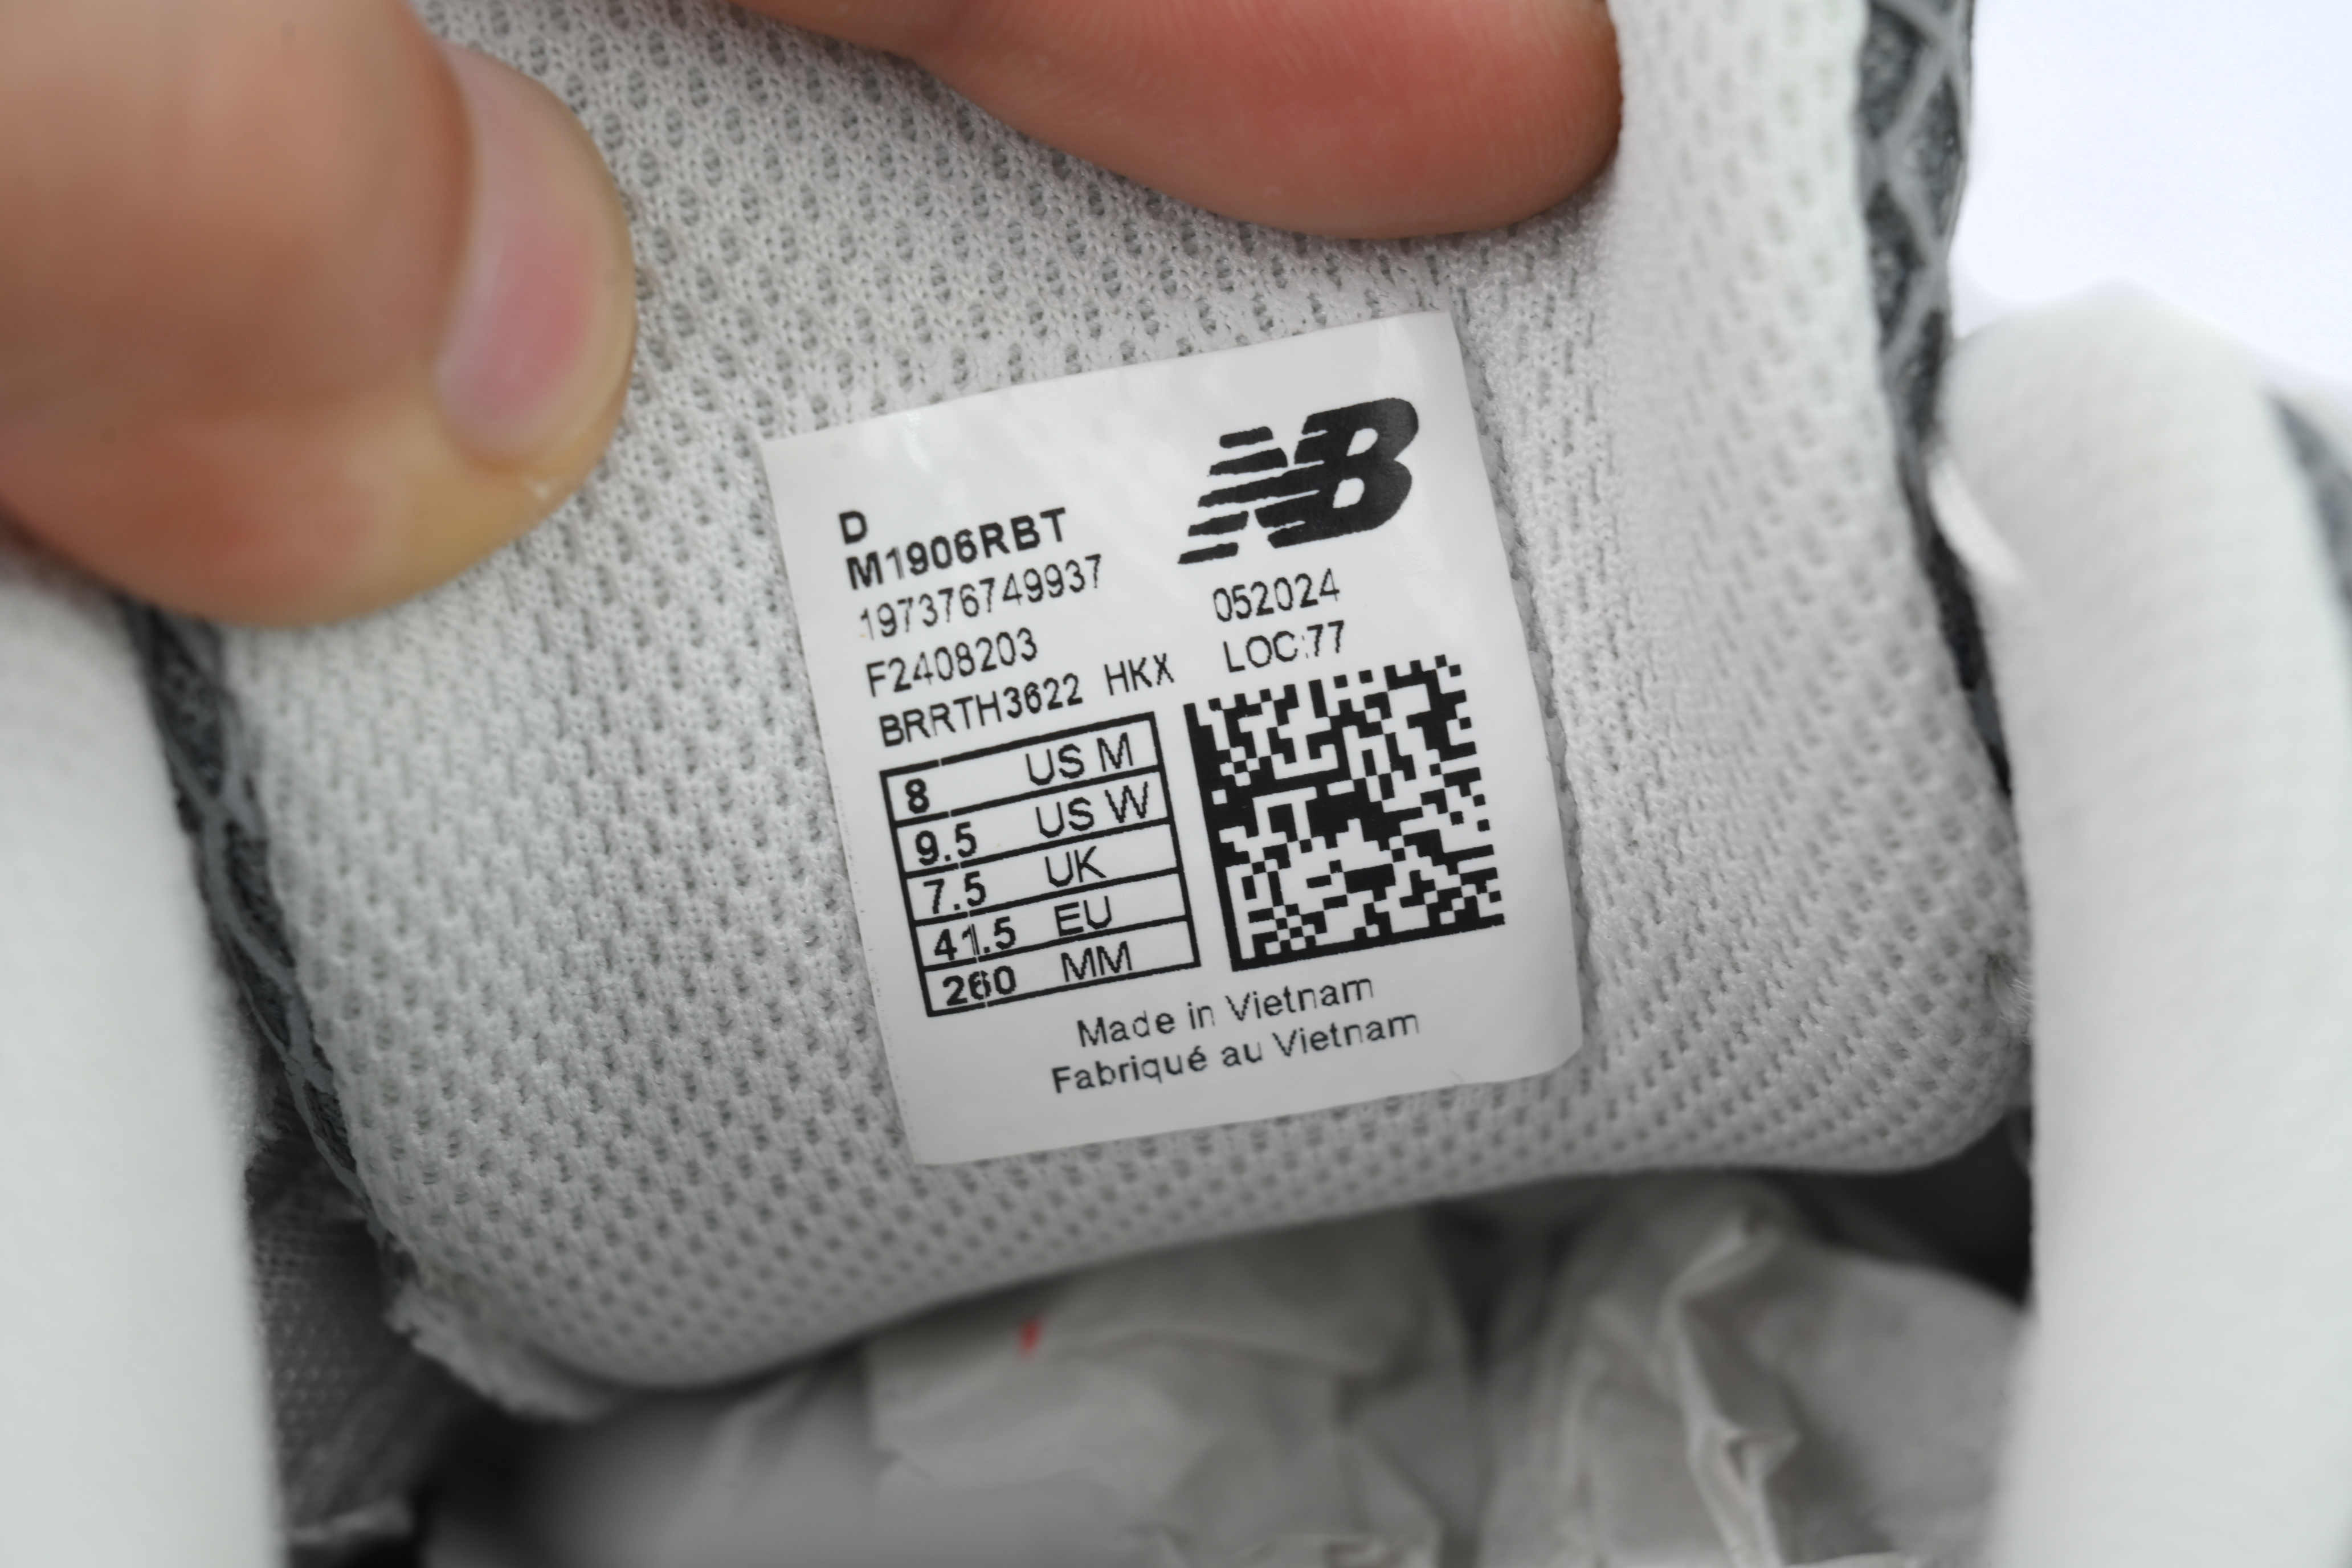 NB
D
M1906RBT
197376749937
052024
F2408203
LOC:77
BRRTH3622 HKX
8 US M
9.5 US W
7.5 UK
41.5 EU
260 MM
Made in Vietnam
Fabriqué au Vietnam